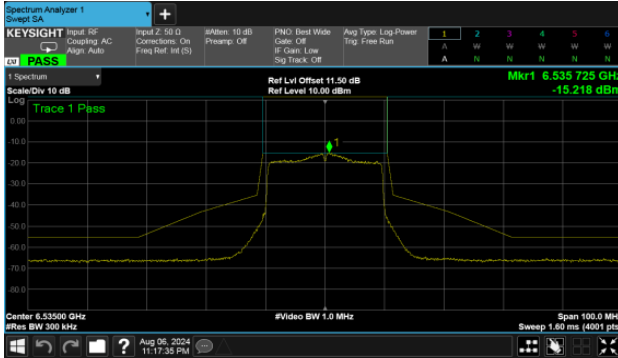 Spectrum Analyzer 1
Swept SA
+
KEYSIGHT Input: RF
Coupling: AC
Align: Auto
LXI PASS
Input Z: 50 Ω
Corrections: On
Freq Ref: Int (S)
#Atten: 10 dB
Preamp: Off
PNO: Best Wide
Gate: Off
IF Gain: Low
Sig Track: Off
Avg Type: Log-Power
Trig: Free Run
1 2 3 4 5 6
A W W W W W
A N N N N N
1 Spectrum
Scale/Div 10 dB
Ref Lvl Offset 11.50 dB
Ref Level 10.00 dBm
Mkr1 6.535 725 GHz
-15.218 dBm
Log
Trace 1 Pass
1
0.00
-10.0
-20.0
-30.0
-40.0
-50.0
-60.0
-70.0
-80.0
Center 6.53500 GHz
#Res BW 300 kHz
#Video BW 1.0 MHz
Span 100.0 MH
Sweep 1.60 ms (4001 pts
?
Aug 06, 2024
11:17:35 PM